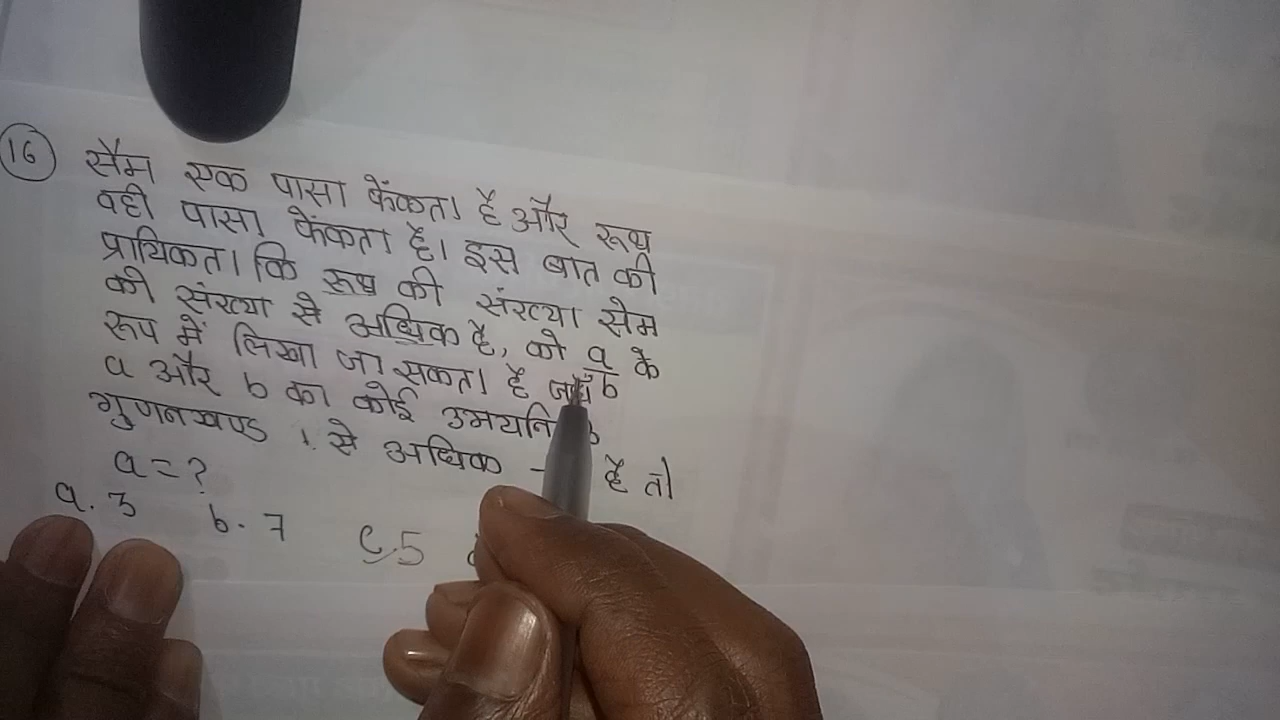 16 सैम एक पासा फेंकता है और रूथ
वही पासा फेंकता है। इस बात की
प्रायिकता कि रूथ की संख्या सैम
की संख्या से अधिक है, को a/b के
रूप में लिखा जा सकता है जहाँ
a और b का कोई उभयनि
गुणनखण्ड 1 से अधिक है तो
a = ?
a. 3 b. 7 C. 5